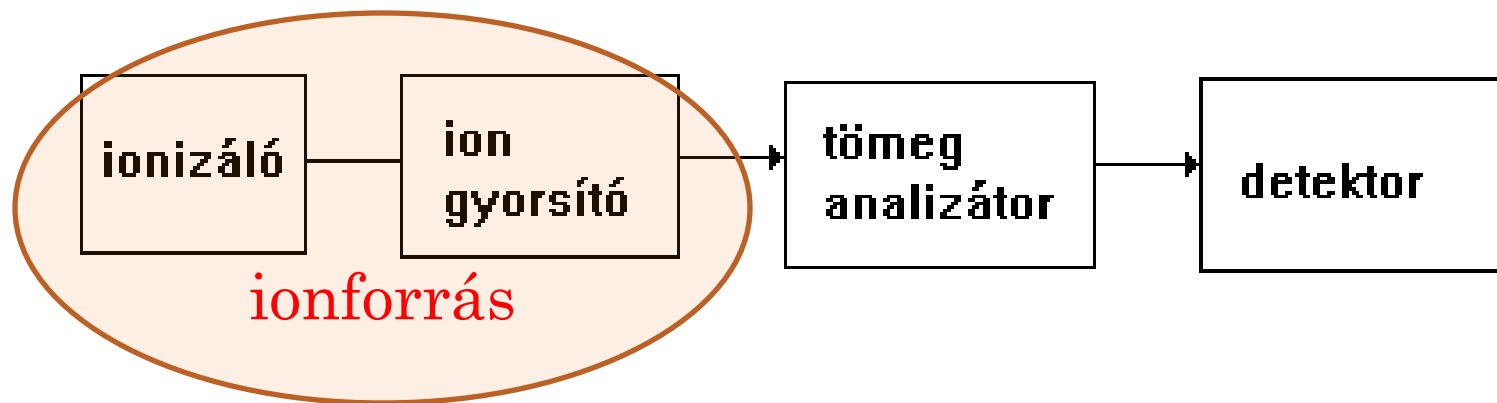 ionizáló
ion
gyorsító
tömeg
analizátor
detektor
ionforrás